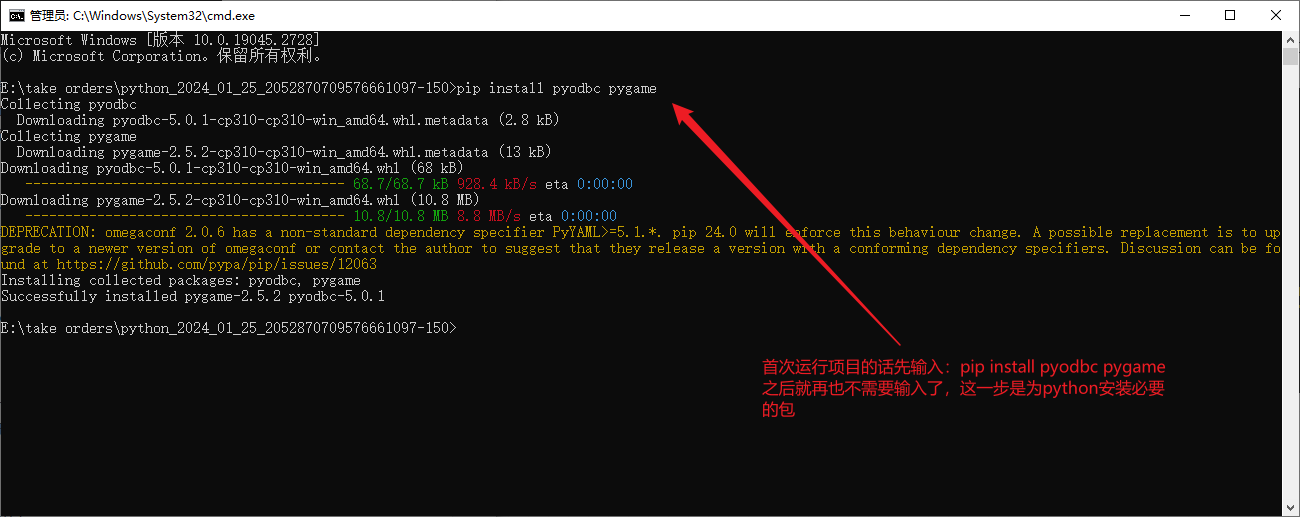 管理员: C:\Windows\System32\cmd.exe
Microsoft Windows [版本 10.0.19045.2728]
(c) Microsoft Corporation。保留所有权利。
E:\take orders\python_2024_01_25_2052870709576661097-150>pip install pyodbc pygame
Collecting pyodbc
Downloading pyodbc-5.0.1-cp310-cp310-win_amd64.whl.metadata (2.8 kB)
Collecting pygame
Downloading pygame-2.5.2-cp310-cp310-win_amd64.whl.metadata (13 kB)
Downloading pyodbc-5.0.1-cp310-cp310-win_amd64.whl (68 kB)
---------------------------------------- 68.7/68.7 kB 928.4 kB/s eta 0:00:00
Downloading pygame-2.5.2-cp310-cp310-win_amd64.whl (10.8 MB)
---------------------------------------- 10.8/10.8 MB 8.8 MB/s eta 0:00:00
DEPRECATION: omegaconf 2.0.6 has a non-standard dependency specifier PyYAML>=5.1.*. pip 24.0 will enforce this behaviour change. A possible replacement is to up
grade to a newer version of omegaconf or contact the author to suggest that they release a version with a conforming dependency specifiers. Discussion can be fo
und at https://github.com/pypa/pip/issues/12063
Installing collected packages: pyodbc, pygame
Successfully installed pygame-2.5.2 pyodbc-5.0.1
E:\take orders\python_2024_01_25_2052870709576661097-150>
首次运行项目的话先输入：pip install pyodbc pygame
之后就再也不需要输入了，这一步是为python安装必要
的包